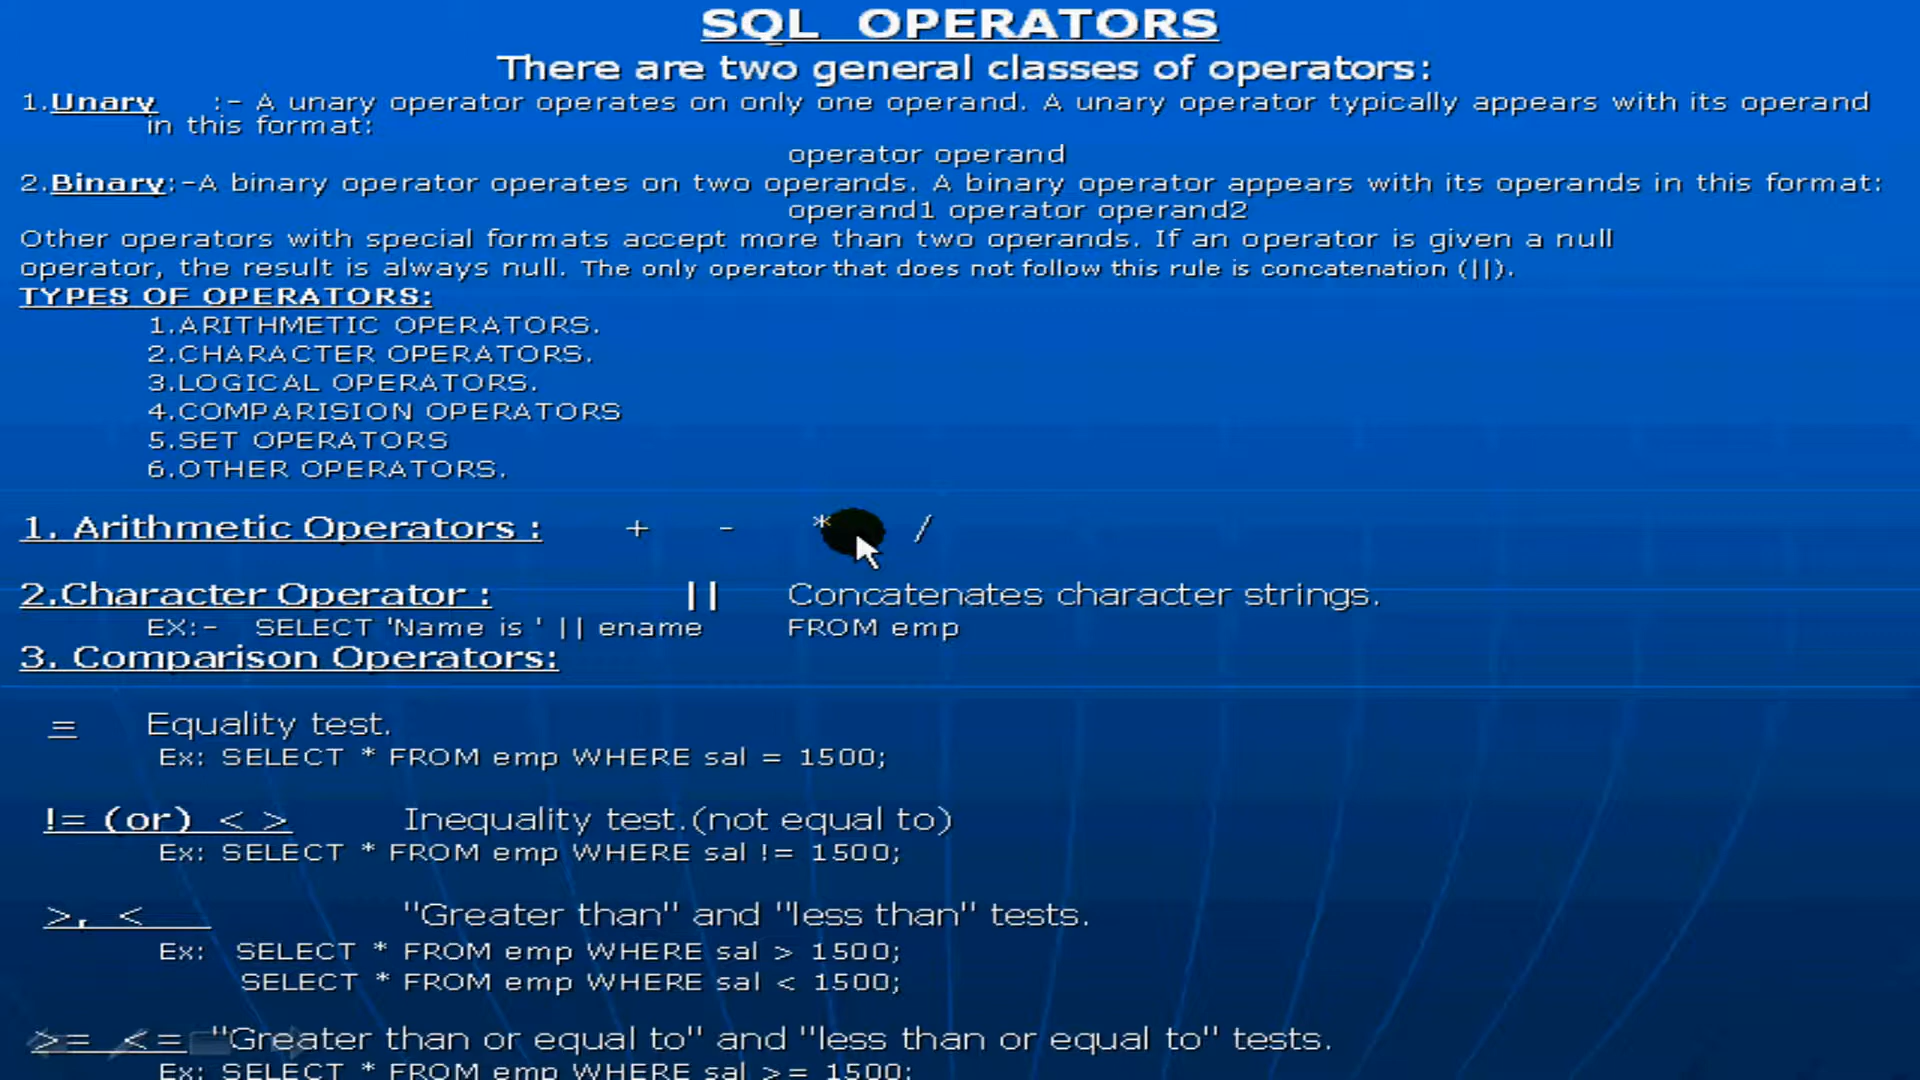 SQL OPERATORS
There are two general classes of operators:
1.Unary :- A unary operator operates on only one operand. A unary operator typically appears with its operand
in this format:
operator operand
2.Binary:-A binary operator operates on two operands. A binary operator appears with its operands in this format:
operand1 operator operand2
Other operators with special formats accept more than two operands. If an operator is given a null
operator, the result is always null. The only operator that does not follow this rule is concatenation (||).
TYPES OF OPERATORS:
1.ARITHMETIC OPERATORS.
2.CHARACTER OPERATORS.
3.LOGICAL OPERATORS.
4.COMPARISION OPERATORS
5.SET OPERATORS
6.OTHER OPERATORS.
1. Arithmetic Operators : + - * /
2.Character Operator : || Concatenates character strings.
EX:- SELECT 'Name is ' || ename FROM emp
3. Comparison Operators:
= Equality test.
Ex: SELECT * FROM emp WHERE sal = 1500;
!= (or) < > Inequality test.(not equal to)
Ex: SELECT * FROM emp WHERE sal != 1500;
>, < "Greater than" and "less than" tests.
Ex: SELECT * FROM emp WHERE sal > 1500;
SELECT * FROM emp WHERE sal < 1500;
>= <= "Greater than or equal to" and "less than or equal to" tests.
Ex: SELECT * FROM emp WHERE sal >= 1500;